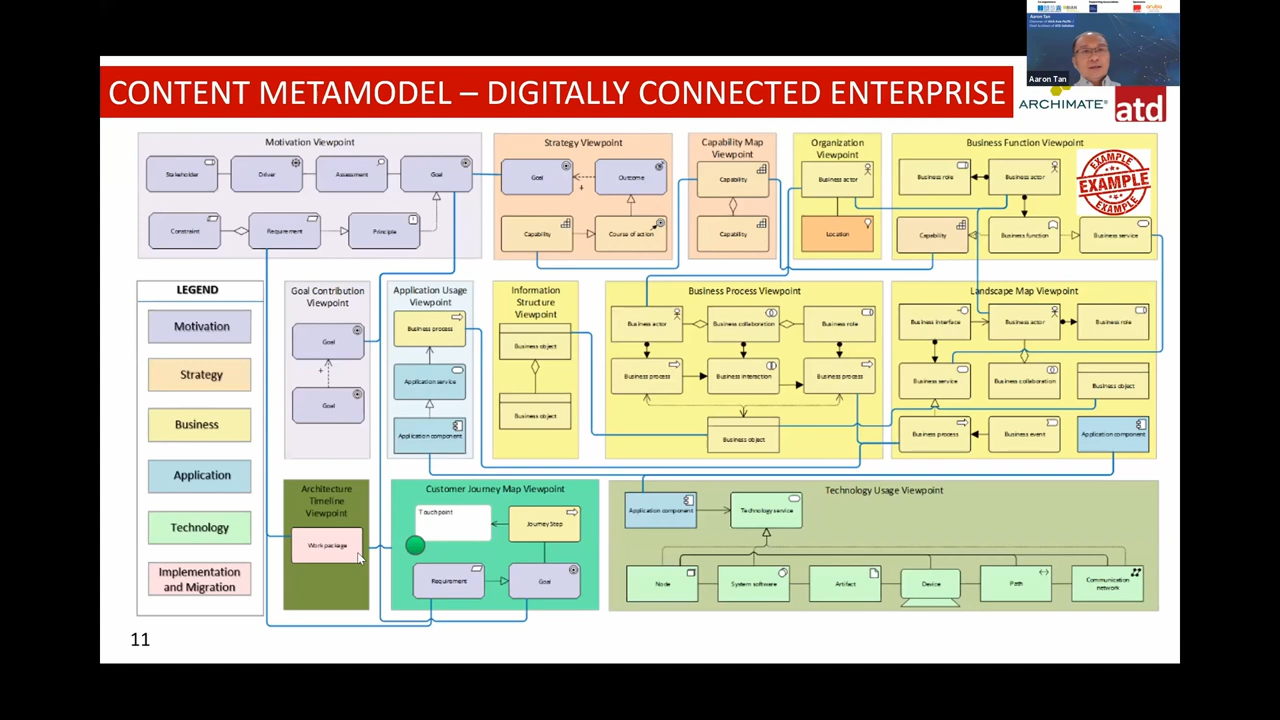 Aaron Tan
Aaron Tan
CONTENT METAMODEL – DIGITALLY CONNECTED ENTERPRISE
ARCHIMATE®
atd
Motivation Viewpoint
Stakeholder
Driver
Assessment
Goal
Constraint
Requirement
Principle
Strategy Viewpoint
Goal
Outcome
+
Capability
Course of action
Capability Map
Viewpoint
Capability
Capability
Organization
Viewpoint
Business actor
Location
Business Function Viewpoint
Business role
Business actor
EXAMPLE
EXAMPLE
EXAMPLE
Capability
Business function
Business service
LEGEND
Motivation
Strategy
Business
Application
Technology
Implementation
and Migration
Goal Contribution
Viewpoint
Goal
+
Goal
Application Usage
Viewpoint
Business process
Application service
Application component
Information
Structure
Viewpoint
Business object
Business object
Business Process Viewpoint
Business actor
Business collaboration
Business role
Business process
Business interaction
Business process
Business object
Landscape Map Viewpoint
Business interface
Business actor
Business role
Business service
Business collaboration
Business object
Business process
Business event
Application component
Architecture
Timeline
Viewpoint
Work package
Customer Journey Map Viewpoint
Touchpoint
Journey Step
Requirement
Goal
Technology Usage Viewpoint
Application component
Technology service
Node
System software
Artifact
Device
Path
Communication
network
11